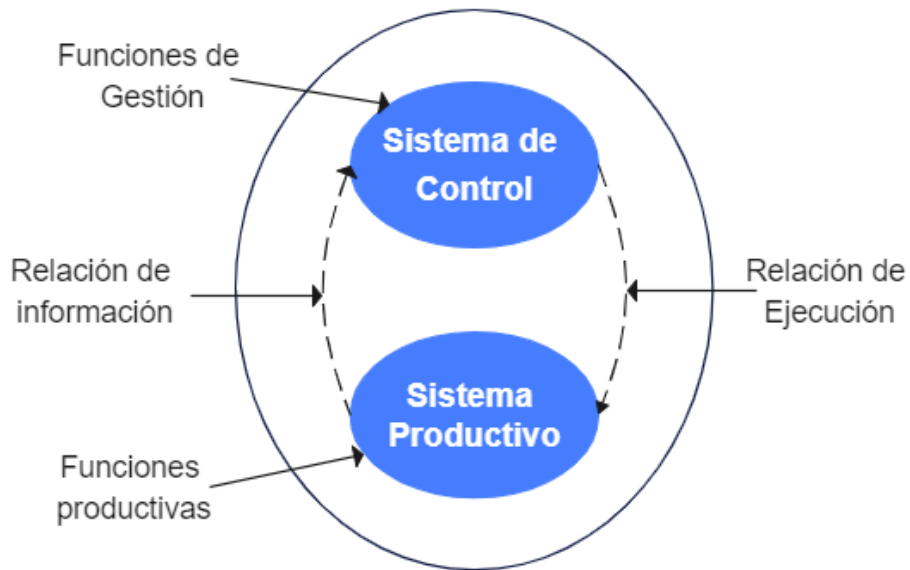 Funciones de
Gestión
Sistema de
Control
Relación de
información
Relación de
Ejecución
Sistema
Productivo
Funciones
productivas